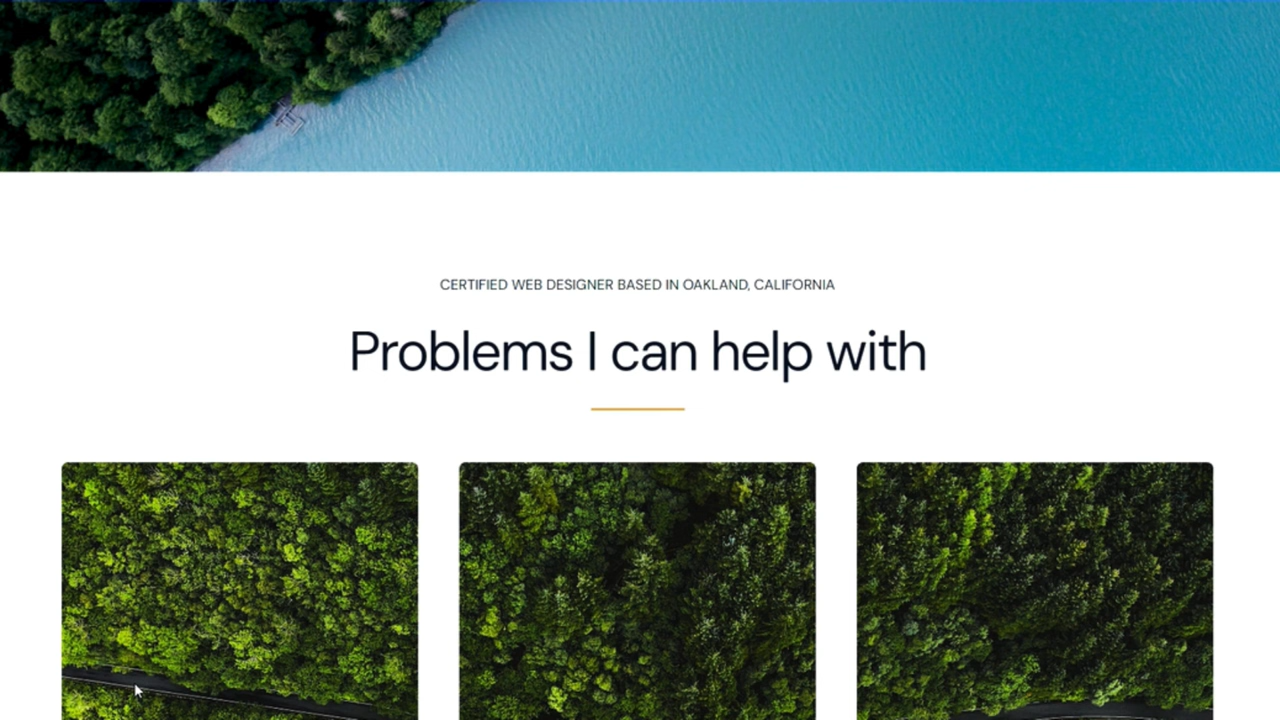 CERTIFIED WEB DESIGNER BASED IN OAKLAND, CALIFORNIA
Problems I can help with